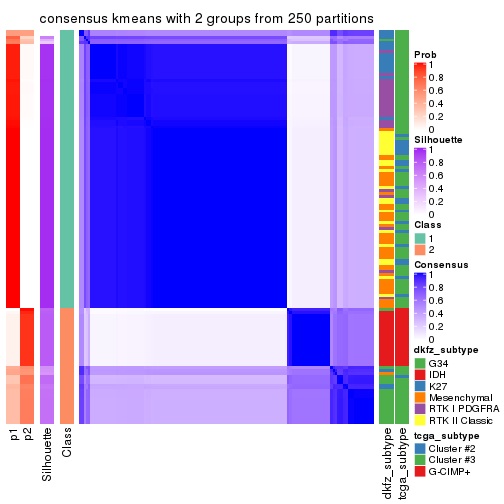 consensus kmeans with 2 groups from 250 partitions
Prob
1
0.8
0.6
0.4
0.2
0
Silhouette
1
0.8
0.6
0.4
0.2
0
Class
1
2
Consensus
1
0.8
0.6
0.4
0.2
0
dkfz_subtype
G34
IDH
K27
Mesenchymal
RTK I PDGFRA
RTK II Classic
tcga_subtype
Cluster #2
Cluster #3
G-CIMP+
p1
p2
Silhouette
Class
dkfz_subtype
tcga_subtype